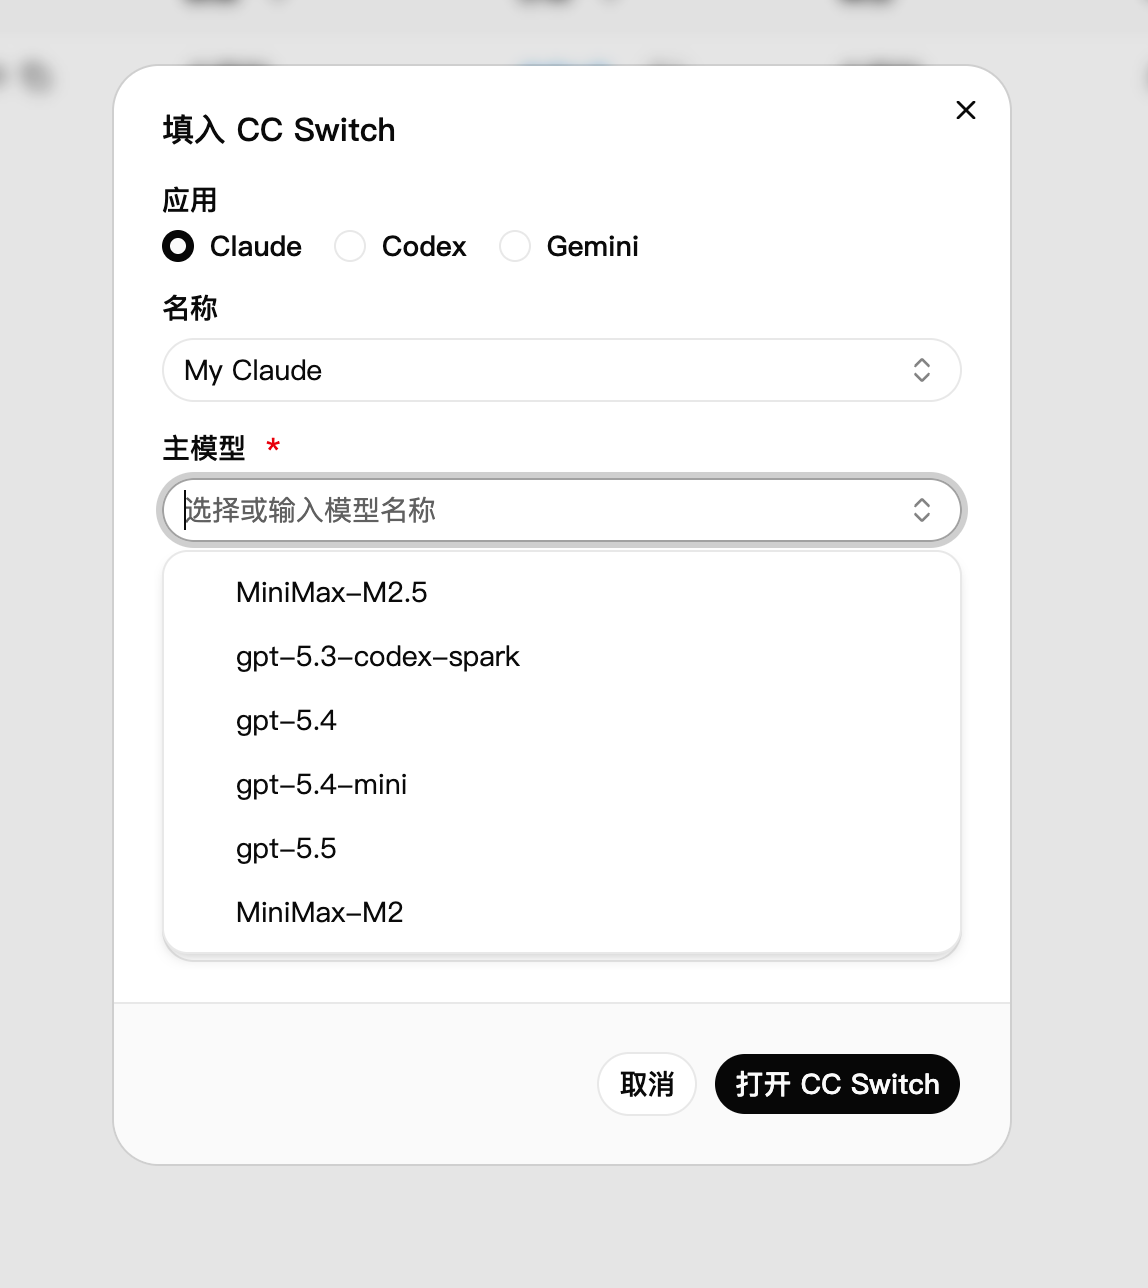 填入 CC Switch
应用
Claude Codex Gemini
名称
My Claude
主模型 *
选择或输入模型名称
MiniMax-M2.5
gpt-5.3-codex-spark
gpt-5.4
gpt-5.4-mini
gpt-5.5
MiniMax-M2
取消 打开 CC Switch